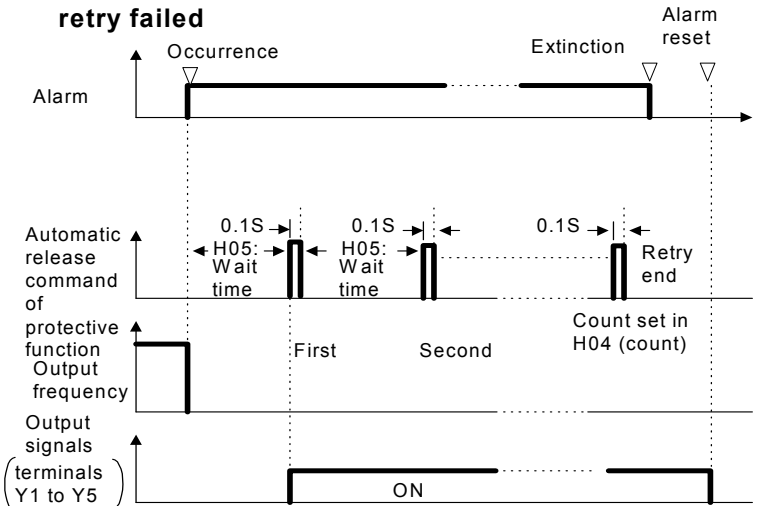 retry failed
Alarm
reset
Occurrence
Extinction
Alarm
0.1S
0.1S
0.1S
Automatic
release
command
of
protective
function
H05:
Wait
time
H05:
Wait
time
Retry
end
First
Second
Count set in
H04 (count)
Output
frequency
Output
signals
terminals
Y1 to Y5
ON